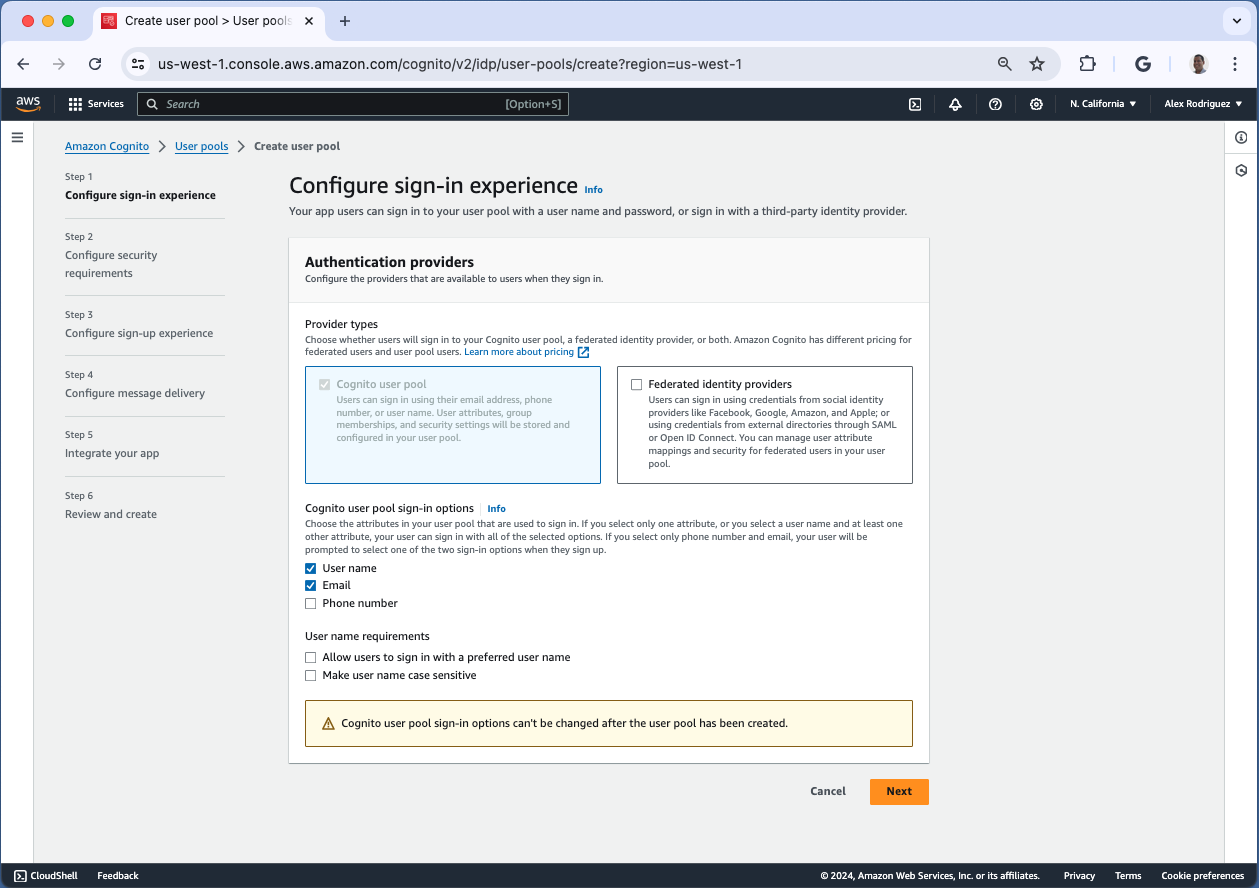 Create user pool > User pools
us-west-1.console.aws.amazon.com/cognito/v2/idp/user-pools/create?region=us-west-1
aws
Services
Search
[Option+S]
N. California
Alex Rodriguez
Amazon Cognito
User pools
Create user pool
Step 1
Configure sign-in experience
Step 2
Configure security
requirements
Step 3
Configure sign-up experience
Step 4
Configure message delivery
Step 5
Integrate your app
Step 6
Review and create
Configure sign-in experience Info
Your app users can sign in to your user pool with a user name and password, or sign in with a third-party identity provider.
Authentication providers
Configure the providers that are available to users when they sign in.
Provider types
Choose whether users will sign in to your Cognito user pool, a federated identity provider, or both. Amazon Cognito has different pricing for
federated users and user pool users. Learn more about pricing
Cognito user pool
Users can sign in using their email address, phone
number, or user name. User attributes, group
memberships, and security settings will be stored and
configured in your user pool.
Federated identity providers
Users can sign in using credentials from social identity
providers like Facebook, Google, Amazon, and Apple; or
using credentials from external directories through SAML
or Open ID Connect. You can manage user attribute
mappings and security for federated users in your user
pool.
Cognito user pool sign-in options Info
Choose the attributes in your user pool that are used to sign in. If you select only one attribute, or you select a user name and at least one
other attribute, your user can sign in with all of the selected options. If you select only phone number and email, your user will be
prompted to select one of the two sign-in options when they sign up.
User name
Email
Phone number
User name requirements
Allow users to sign in with a preferred user name
Make user name case sensitive
Cognito user pool sign-in options can't be changed after the user pool has been created.
Cancel
Next
CloudShell
Feedback
© 2024, Amazon Web Services, Inc. or its affiliates.
Privacy
Terms
Cookie preferences